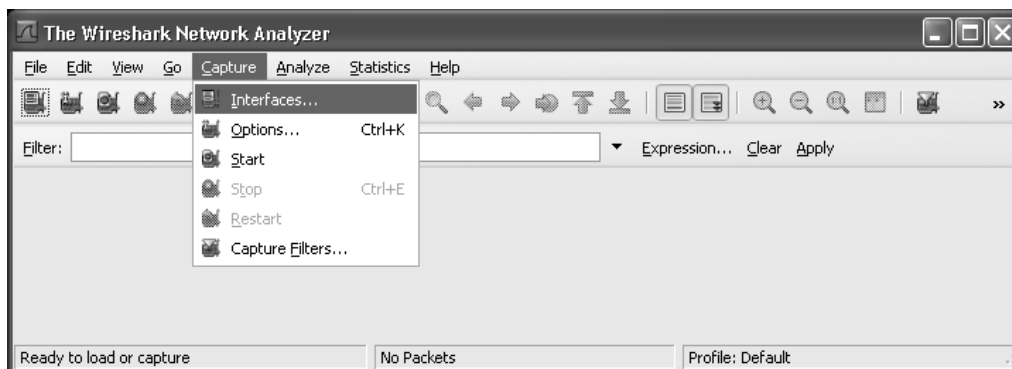 The Wireshark Network Analyzer
File Edit View Go Capture Analyze Statistics Help
Interfaces...
Options... Ctrl+K
Start
Stop Ctrl+E
Restart
Capture Filters...
Filter: Expression... Clear Apply
Ready to load or capture No Packets Profile: Default